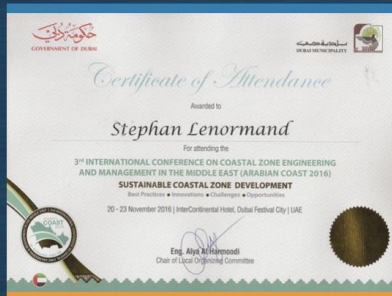 حكومة دبي
GOVERNMENT OF DUBAI
بلدية دبي
DUBAI MUNICIPALITY
Certificate of Attendance
Awarded to
Stephan Lenormand
For attending the
3RD INTERNATIONAL CONFERENCE ON COASTAL ZONE ENGINEERING
AND MANAGEMENT IN THE MIDDLE EAST (ARABIAN COAST 2016)
SUSTAINABLE COASTAL ZONE DEVELOPMENT
Best Practices • Innovations • Challenges • Opportunities
20 - 23 November 2016 | InterContinental Hotel, Dubai Festival City | UAE
COAST
Eng. Alya Al Harmoodi
Chair of Local Organizing Committee